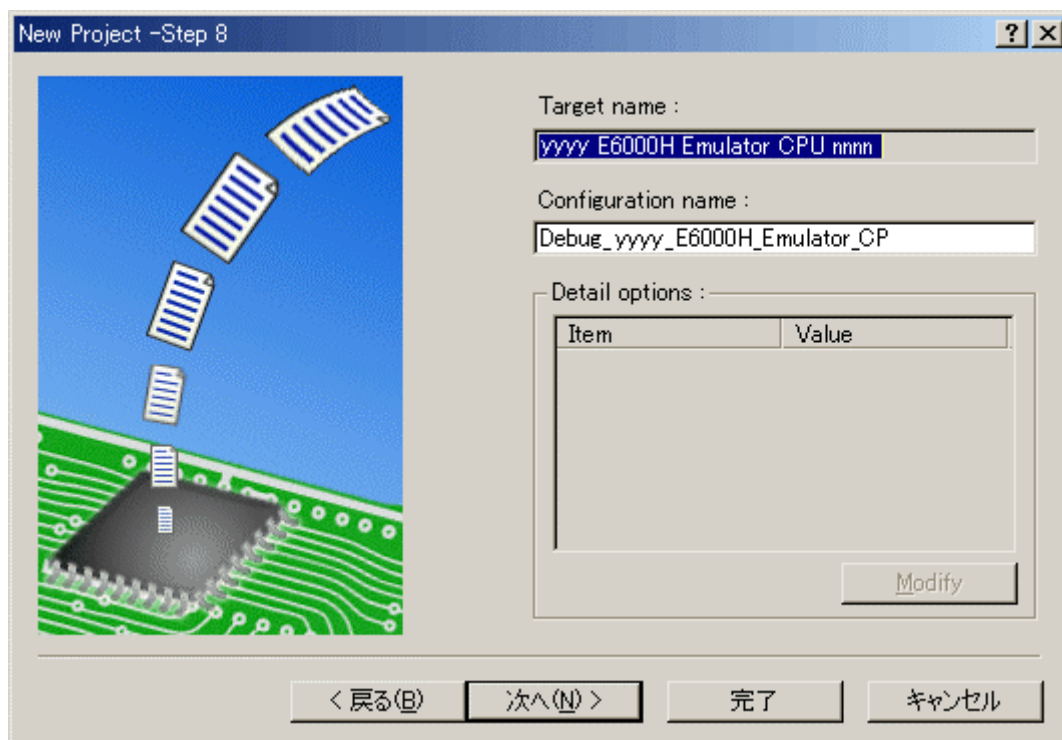 New Project -Step 8
Target name :
yyyy E6000H Emulator CPU nnnn
Configuration name :
Debug_yyyy_E6000H_Emulator_CP
Detail options :
Item Value
Modify
< 戻る(B) 次へ(N) > 完了 キャンセル